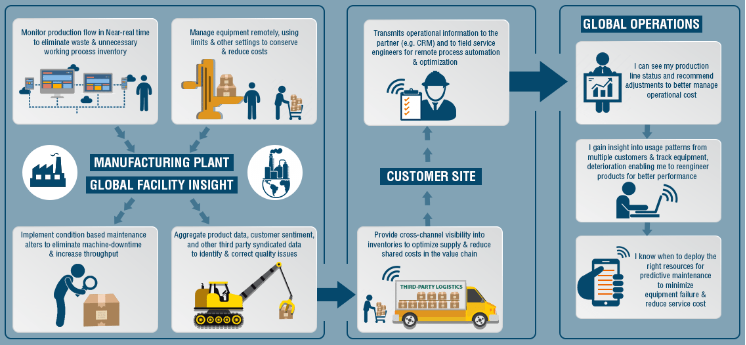 Monitor production flow in Near-real time
to eliminate waste & unnecessary
working process inventory
Manage equipment remotely, using
limits & other settings to conserve
& reduce costs
MANUFACTURING PLANT
GLOBAL FACILITY INSIGHT
Implement condition based maintenance
alters to eliminate machine-downtime
& increase throughput
Aggregate product data, customer sentiment,
and other third party syndicated data
to identify & correct quality issues
Transmits operational information to the
partner (e.g. CRM) and to field service
engineers for remote process automation
& optimization
CUSTOMER SITE
Provide cross-channel visibility into
inventories to optimize supply & reduce
shared costs in the value chain
THIRD-PARTY LOGISTICS
GLOBAL OPERATIONS
I can see my production
line status and recommend
adjustments to better manage
operational cost
I gain insight into usage patterns from
multiple customers & track equipment,
deterioration enabling me to reengineer
products for better performance
I know when to deploy the
right resources for
predictive maintenance
to minimize
equipment failure &
reduce service cost